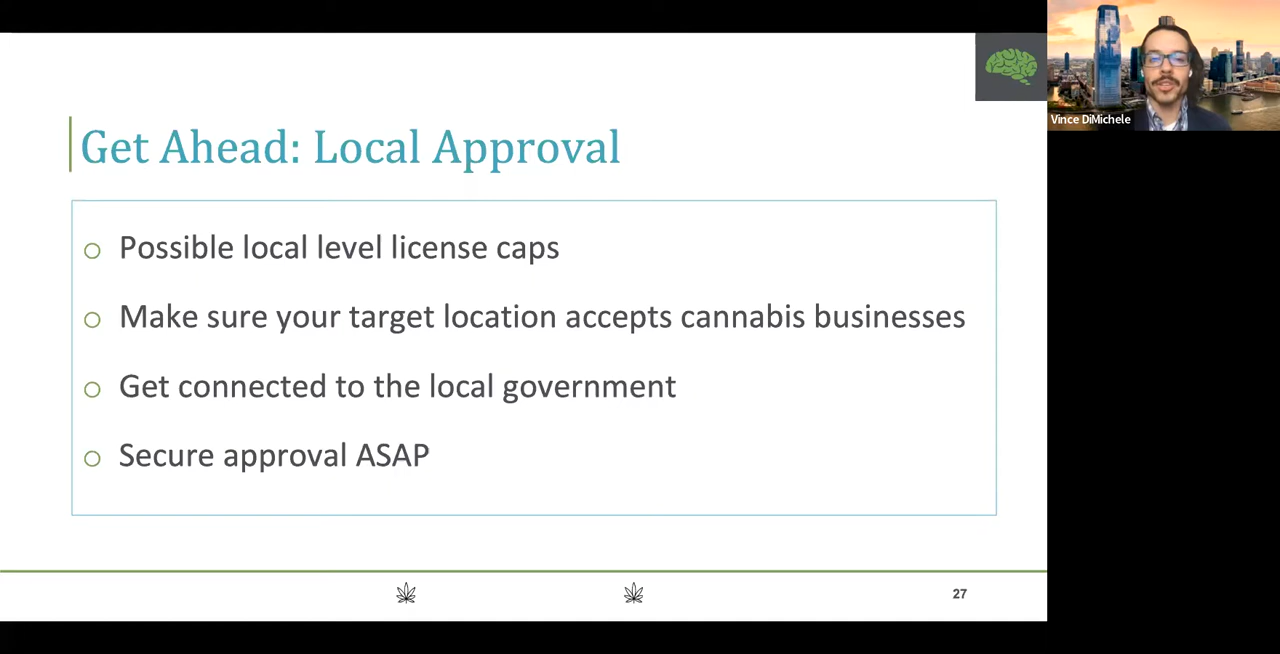 Vince DiMichele
Get Ahead: Local Approval
Possible local level license caps
Make sure your target location accepts cannabis businesses
Get connected to the local government
Secure approval ASAP
27